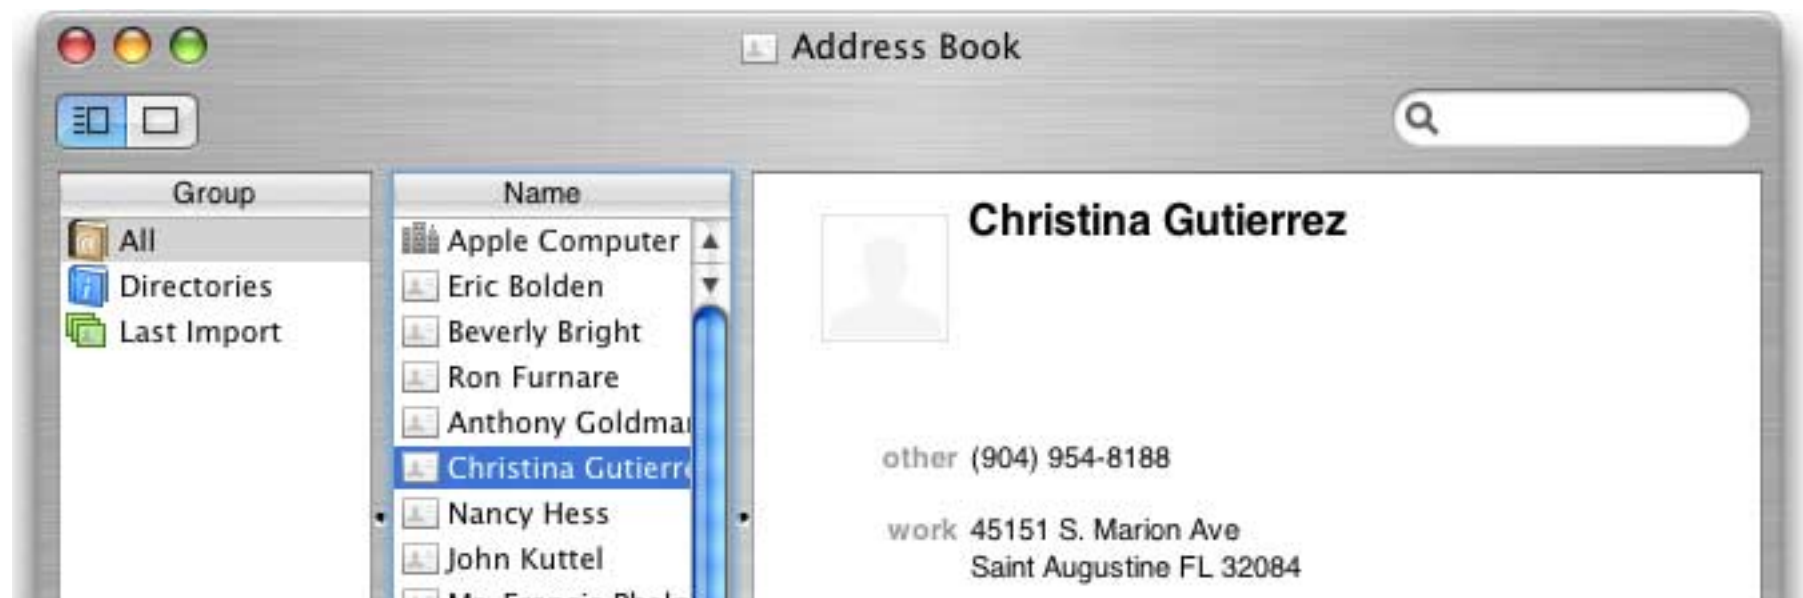 Address Book
Group
All
Directories
Last Import
Name
Apple Computer
Eric Bolden
Beverly Bright
Ron Furnare
Anthony Goldma
Christina Gutierr
Nancy Hess
John Kuttel
Christina Gutierrez
other (904) 954-8188
work 45151 S. Marion Ave
Saint Augustine FL 32084